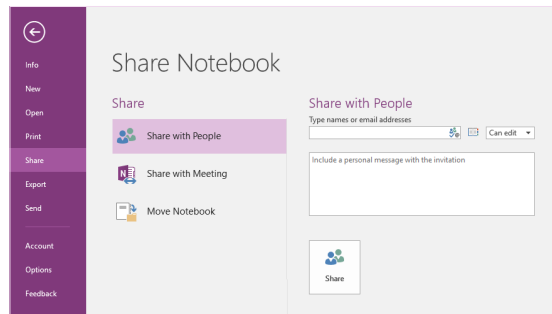 Info
New
Open
Print
Share
Export
Send
Account
Options
Feedback
Share Notebook
Share
Share with People
Share with Meeting
Move Notebook
Share with People
Type names or email addresses
Can edit
Include a personal message with the invitation
Share